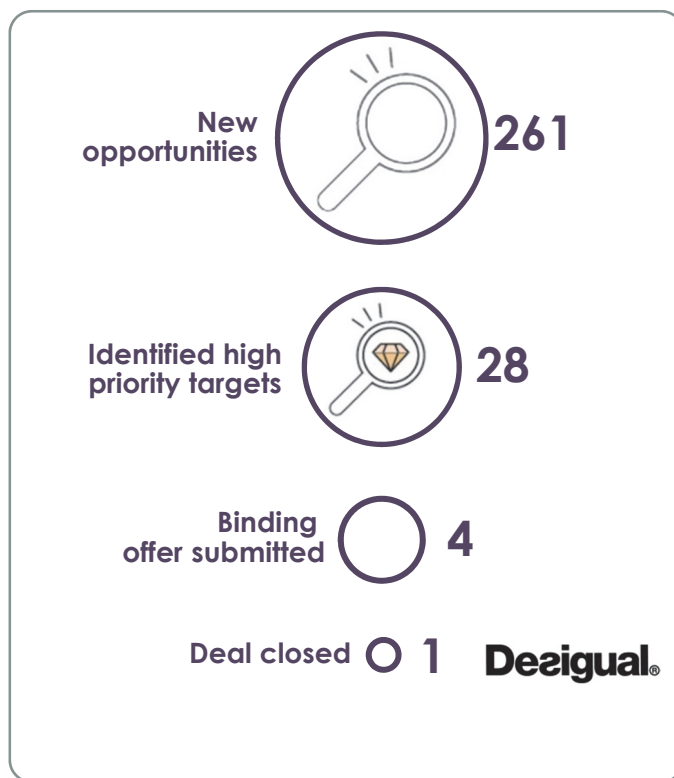 New
opportunities
261
Identified high
priority targets
28
Binding
offer submitted
4
Deal closed
1
Desigual®